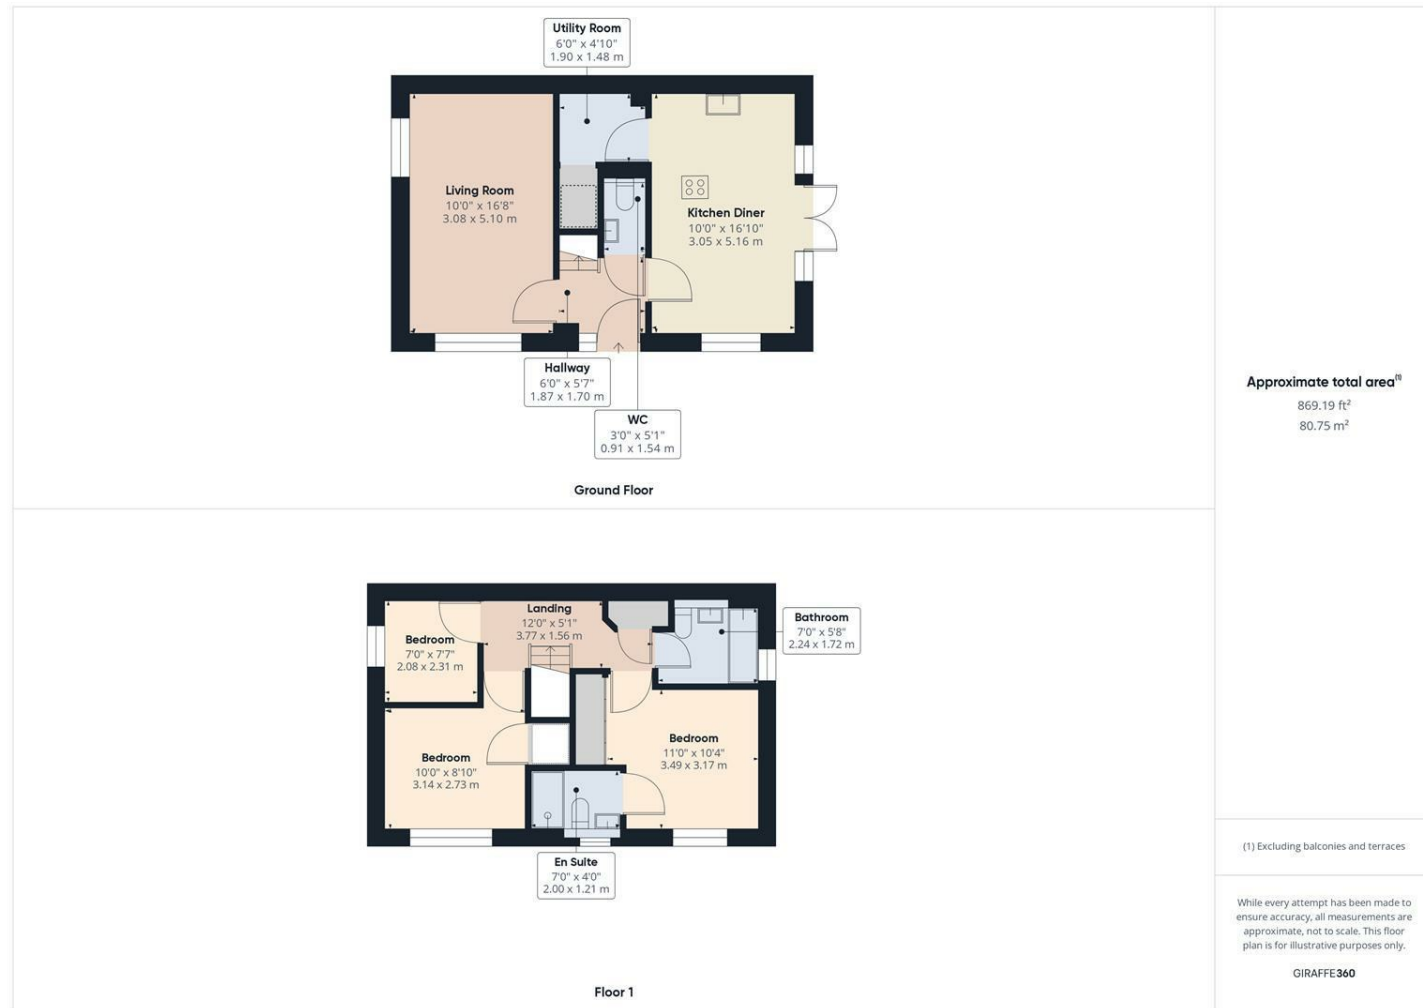 Utility Room
6'0" x 4'10"
1.90 x 1.48 m
Living Room
10'0" x 16'8"
3.08 x 5.10 m
Kitchen Diner
10'0" x 16'10"
3.05 x 5.16 m
Hallway
6'0" x 5'7"
1.87 x 1.70 m
WC
3'0" x 5'1"
0.91 x 1.54 m
Ground Floor
Landing
12'0" x 5'1"
3.77 x 1.56 m
Bathroom
7'0" x 5'8"
2.24 x 1.72 m
Bedroom
7'0" x 7'7"
2.08 x 2.31 m
Bedroom
10'0" x 8'10"
3.14 x 2.73 m
Bedroom
11'0" x 10'4"
3.49 x 3.17 m
En Suite
7'0" x 4'0"
2.00 x 1.21 m
Floor 1
Approximate total area(1)
869.19 ft²
80.75 m²
(1) Excluding balconies and terraces
While every attempt has been made to
ensure accuracy, all measurements are
approximate, not to scale. This floor
plan is for illustrative purposes only.
GIRAFFE360